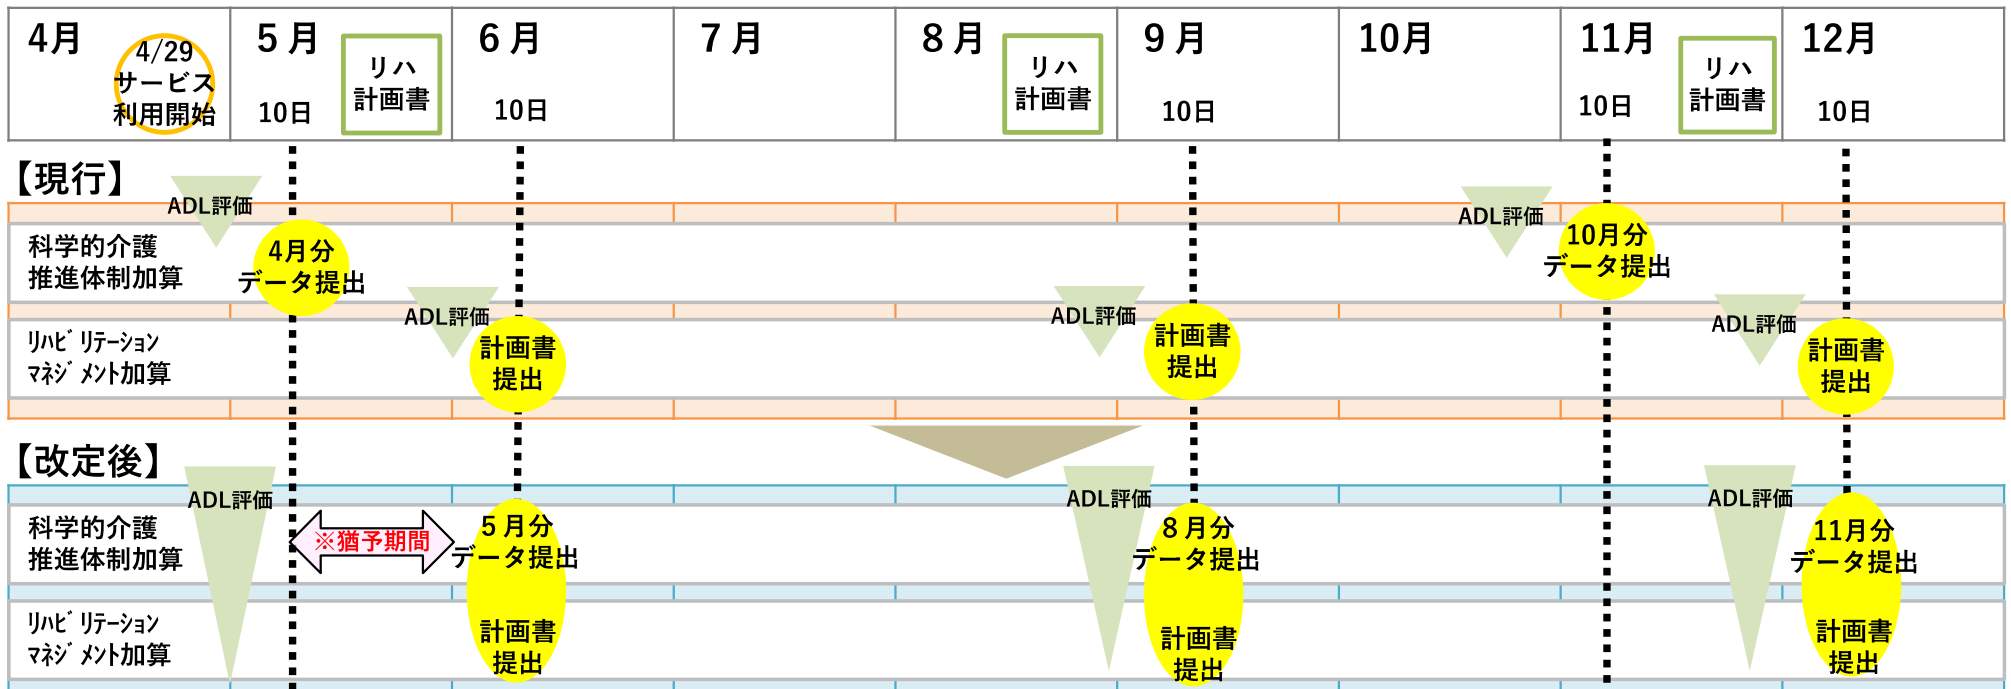 4月
4/29
サービス
利用開始
5月
10日
リハ
計画書
6月
10日
7月
8月
リハ
計画書
9月
10日
10月
11月
10日
リハ
計画書
12月
10日
【現行】
ADL評価
科学的介護
推進体制加算
4月分
データ提出
ADL評価
10月分
データ提出
ﾘﾊﾋﾞﾘﾃｰｼｮﾝ
ﾏﾈｼﾞﾒﾝﾄ加算
ADL評価
計画書
提出
ADL評価
計画書
提出
ADL評価
計画書
提出
【改定後】
ADL評価
科学的介護
推進体制加算
※猶予期間
5月分
データ提出
ADL評価
8月分
データ提出
ADL評価
11月分
データ提出
ﾘﾊﾋﾞﾘﾃｰｼｮﾝ
ﾏﾈｼﾞﾒﾝﾄ加算
計画書
提出
計画書
提出
計画書
提出